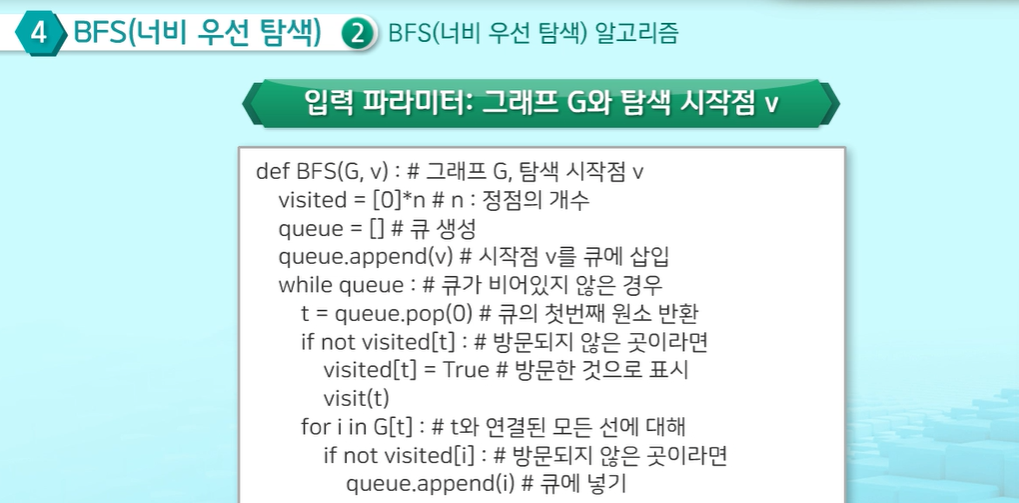 4 BFS(너비 우선 탐색) 2 BFS(너비 우선 탐색) 알고리즘
입력 파라미터: 그래프 G와 탐색 시작점 v
def BFS(G, v) : # 그래프 G, 탐색 시작점 v
visited = [0]*n # n : 정점의 개수
queue = [] # 큐 생성
queue.append(v) # 시작점 v를 큐에 삽입
while queue : # 큐가 비어있지 않은 경우
t = queue.pop(0) # 큐의 첫번째 원소 반환
if not visited[t] : # 방문되지 않은 곳이라면
visited[t] = True # 방문한 것으로 표시
visit(t)
for i in G[t] : # t와 연결된 모든 선에 대해
if not visited[i] : # 방문되지 않은 곳이라면
queue.append(i) # 큐에 넣기